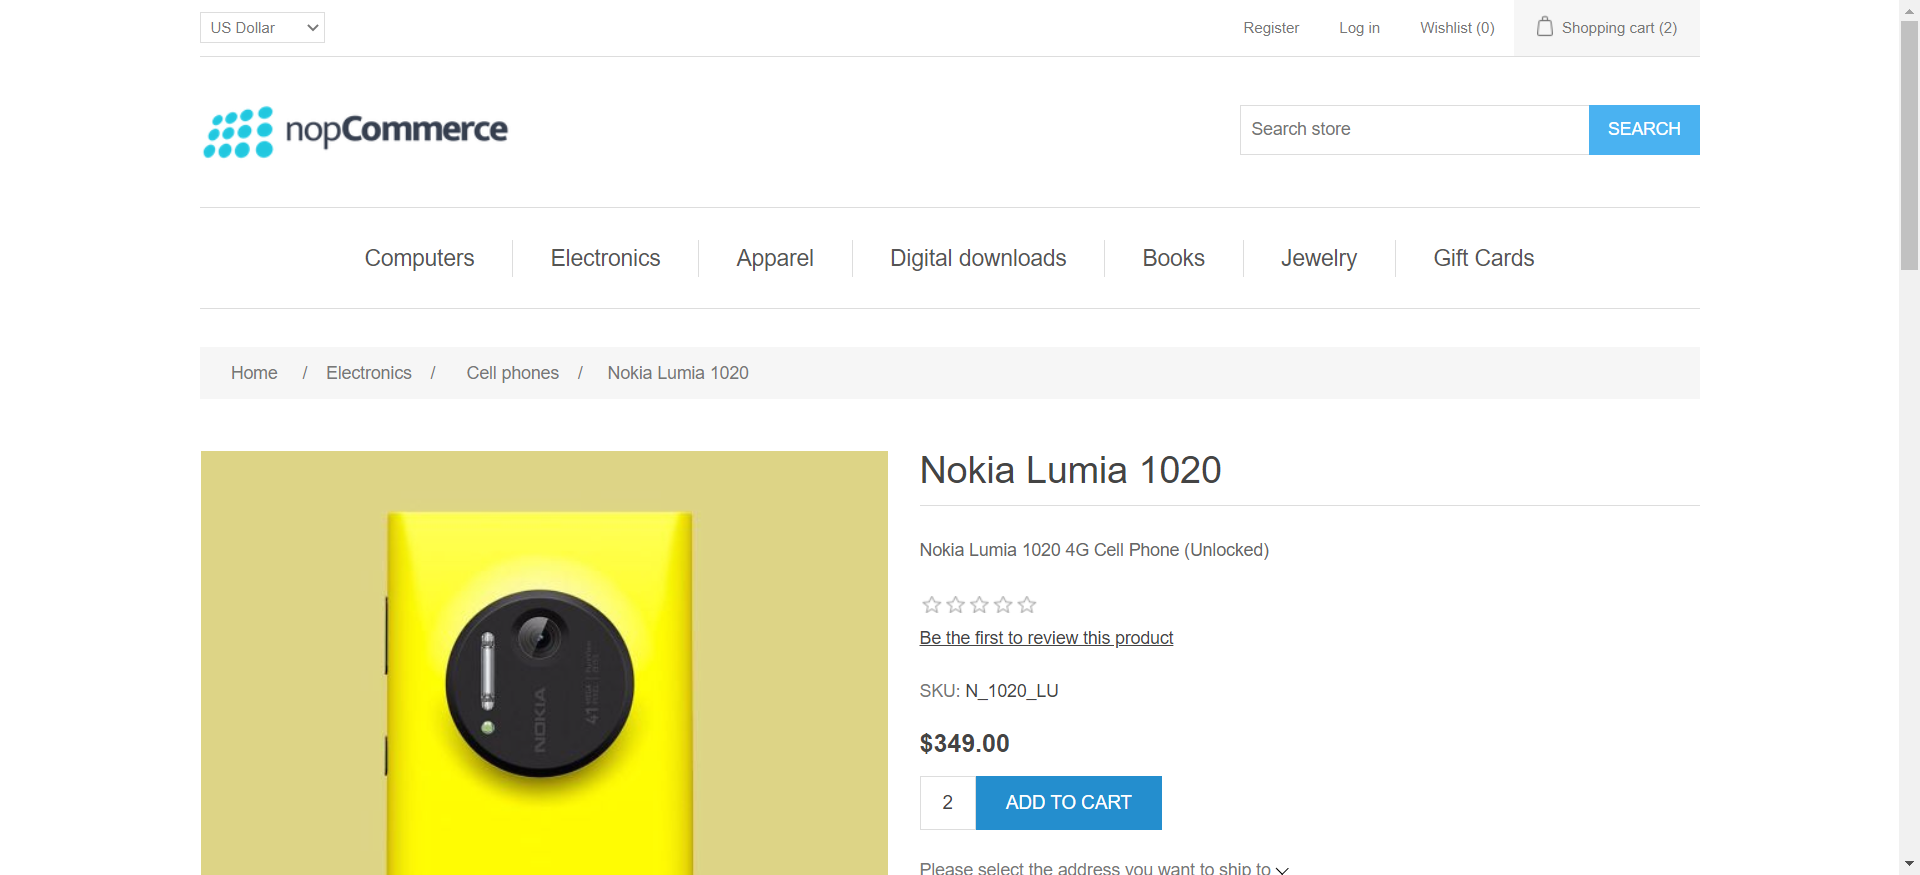 US Dollar
Register
Log in
Wishlist (0)
Shopping cart (2)
nopCommerce
Search store
SEARCH
Computers
Electronics
Apparel
Digital downloads
Books
Jewelry
Gift Cards
Home / Electronics / Cell phones / Nokia Lumia 1020
NOKIA
41
Nokia Lumia 1020
Nokia Lumia 1020 4G Cell Phone (Unlocked)
Be the first to review this product
SKU: N_1020_LU
$349.00
2
ADD TO CART
Please select the address you want to ship to